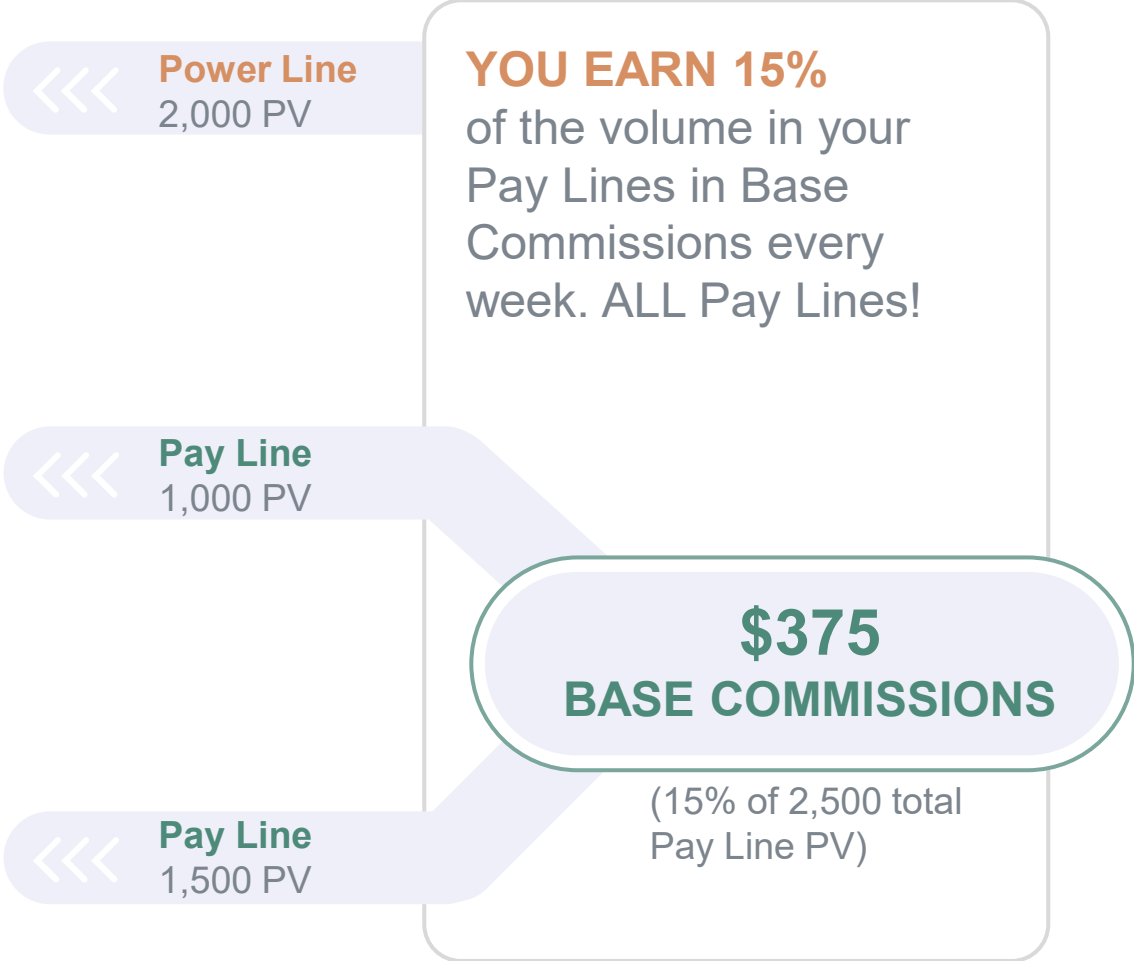 Power Line
2,000 PV
YOU EARN 15%
of the volume in your
Pay Lines in Base
Commissions every
week. ALL Pay Lines!
Pay Line
1,000 PV
$375
BASE COMMISSIONS
(15% of 2,500 total
Pay Line PV)
Pay Line
1,500 PV